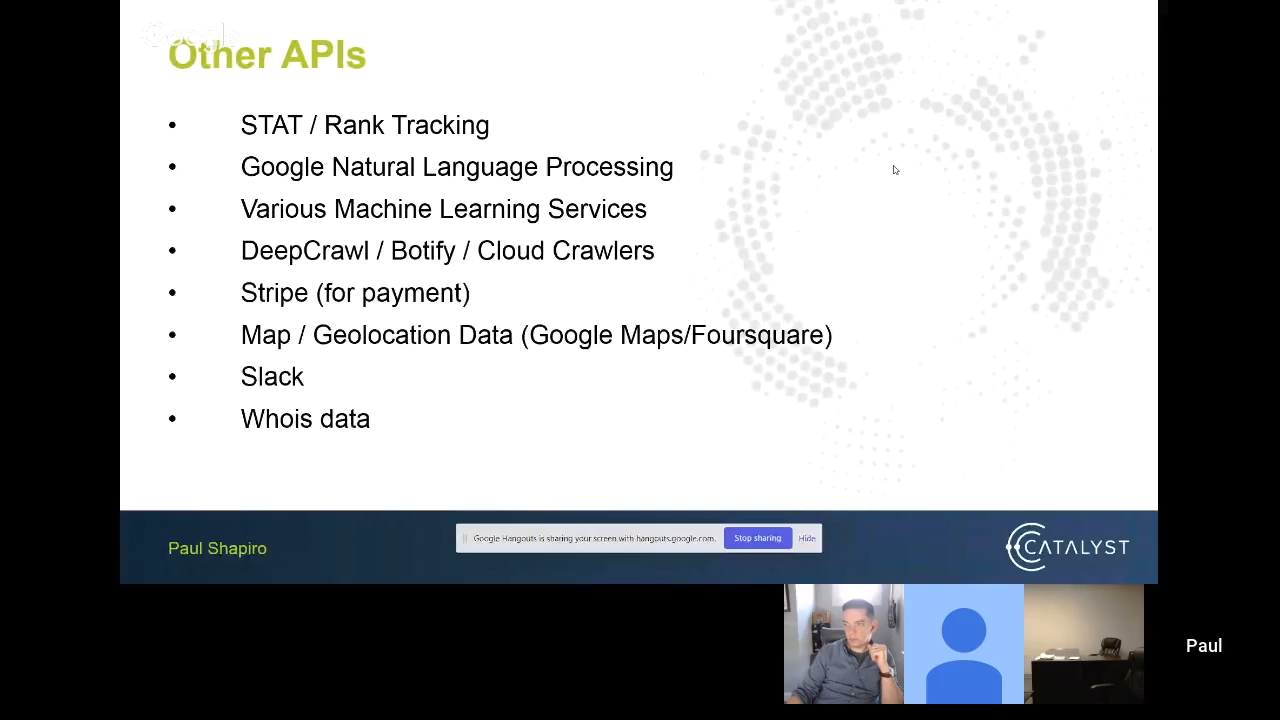 Google
Other APIs
• STAT / Rank Tracking
• Google Natural Language Processing
• Various Machine Learning Services
• DeepCrawl / Botify / Cloud Crawlers
• Stripe (for payment)
• Map / Geolocation Data (Google Maps/Foursquare)
• Slack
• Whois data
Paul Shapiro
Google Hangouts is sharing your screen with hangouts.google.com. Stop sharing Hide
CATALYST
Paul